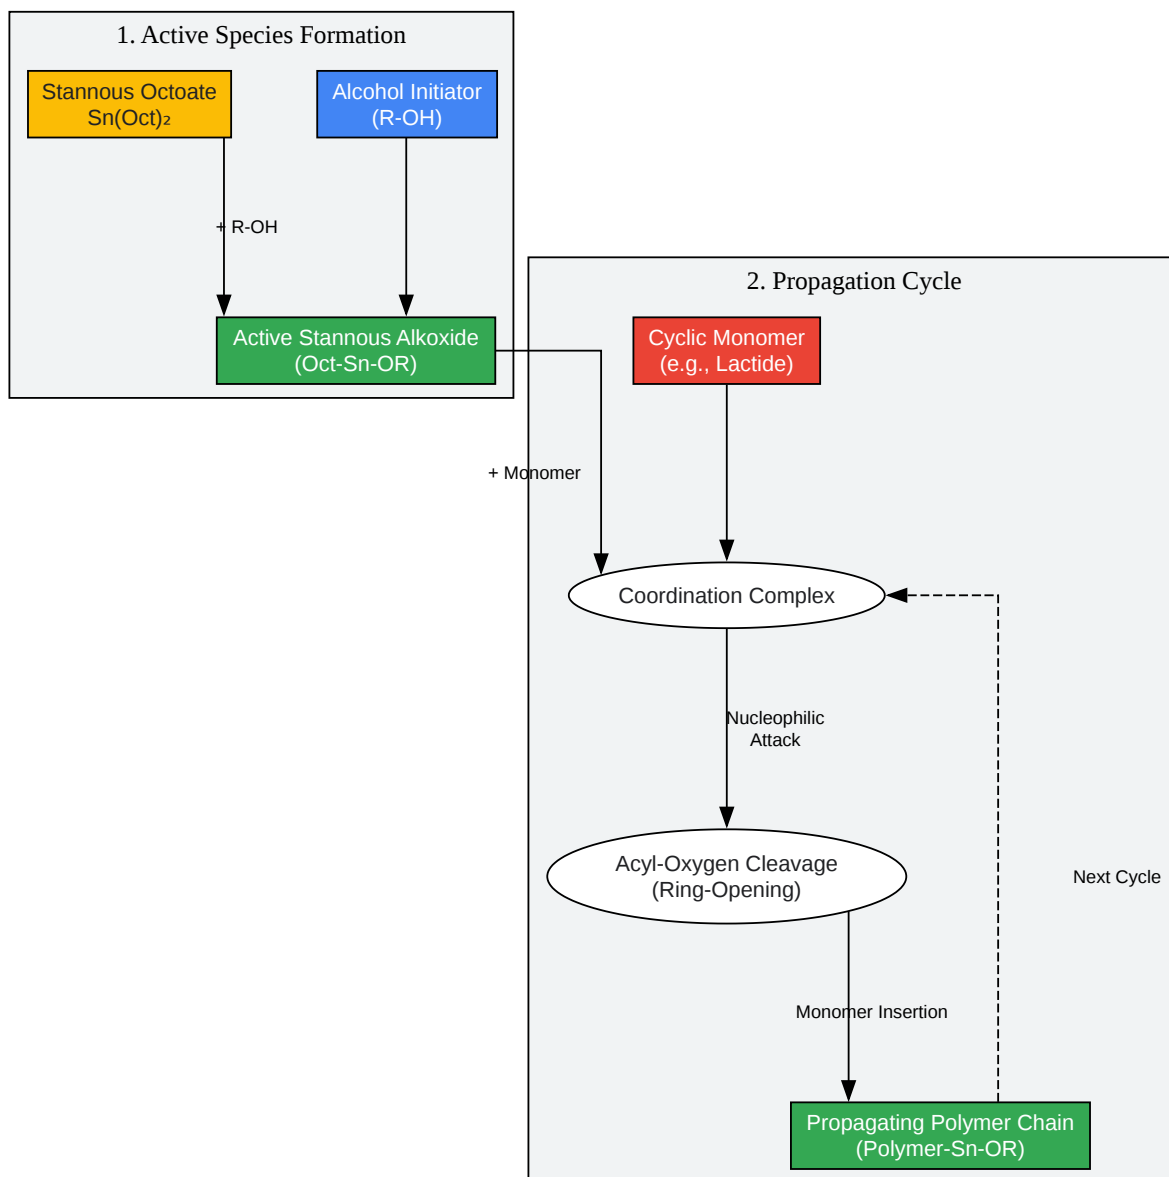 1. Active Species Formation
Stannous Octoate
Sn(Oct)₂
Alcohol Initiator
(R-OH)
+ R-OH
Active Stannous Alkoxide
(Oct-Sn-OR)
2. Propagation Cycle
Cyclic Monomer
(e.g., Lactide)
+ Monomer
Coordination Complex
Nucleophilic
Attack
Acyl-Oxygen Cleavage
(Ring-Opening)
Next Cycle
Monomer Insertion
Propagating Polymer Chain
(Polymer-Sn-OR)